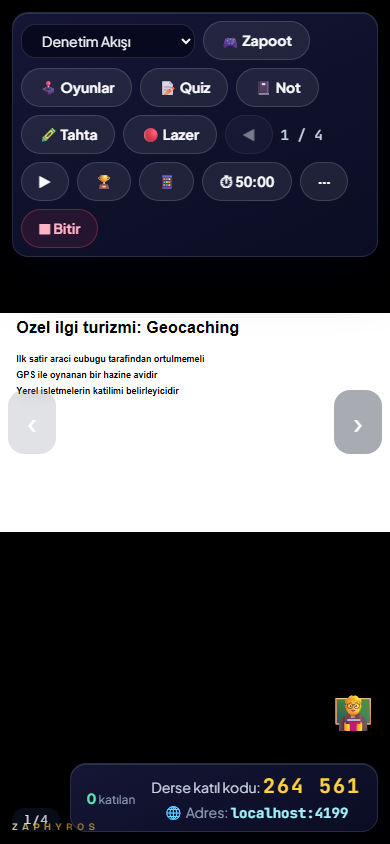 Denetim Akışı
Zapoot
Oyunlar
Quiz
Not
Tahta
Lazer
1 / 4
50:00
---
Bitir
Ozel ilgi turizmi: Geocaching
Ilk satir araci cubugu tarafindan ortulmemeli
GPS ile oynanan bir hazine avidir
Yerel isletmelerin katilimi belirleyicidir
0 katılan
Derse katıl kodu: 264 561
Adres: localhost:4199
1/4
ZAPHYROS